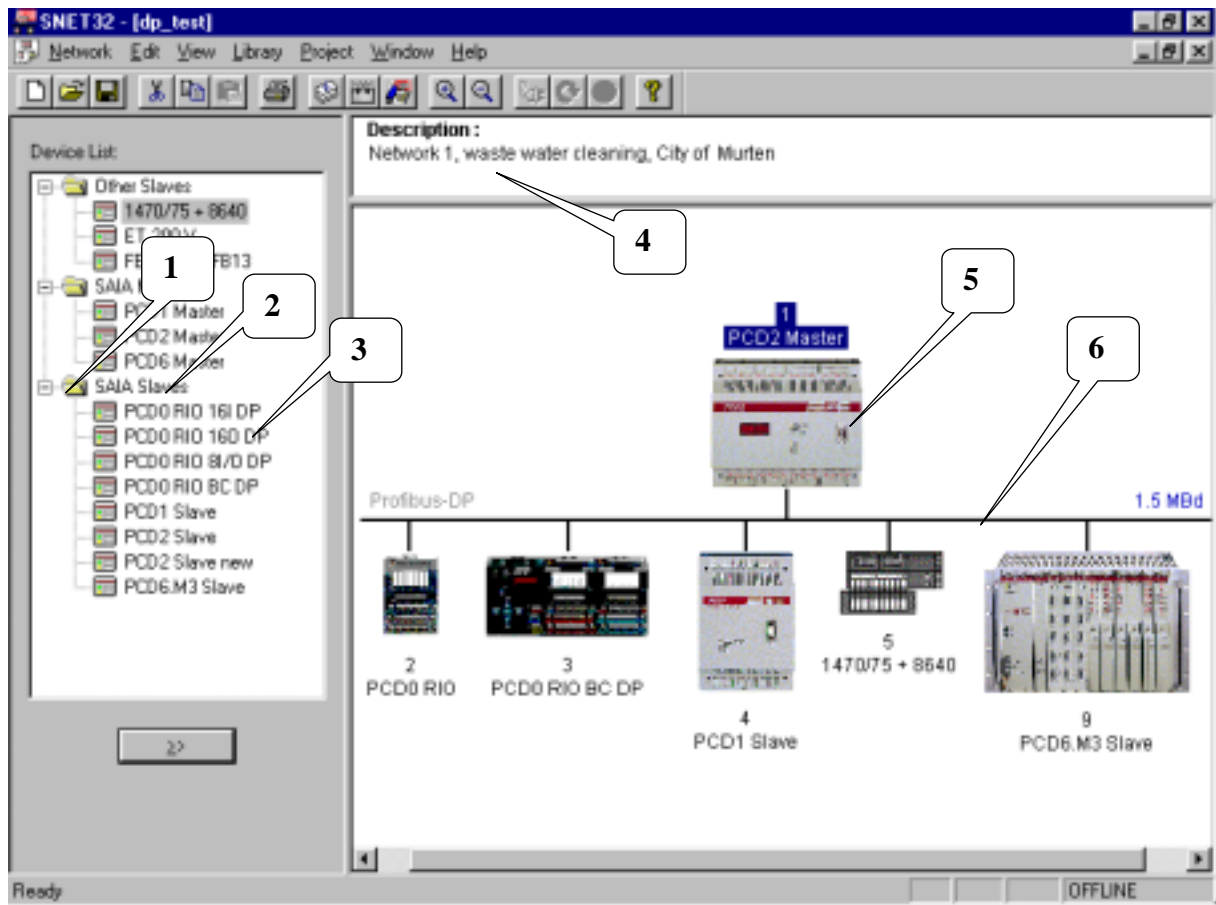 SNET32 - [dp_test]
Network Edit View Library Project Window Help
Device List:
Other Slaves
1470/75 + 8640
ET 200 V
FB13
SAIA
PCD1 Master
PCD2 Master
PCD6 Master
SAIA Slaves
PCD0 RIO 16I DP
PCD0 RIO 16O DP
PCD0 RIO 8I/O DP
PCD0 RIO BC DP
PCD1 Slave
PCD2 Slave
PCD2 Slave new
PCD6.M3 Slave
>>
1
2
3
Description :
Network 1, waste water cleaning, City of Murten
4
5
6
1
PCD2 Master
Profibus-DP
1.5 MBd
2
PCD0 RIO
3
PCD0 RIO BC DP
4
PCD1 Slave
5
1470/75 + 8640
9
PCD6.M3 Slave
Ready
OFFLINE